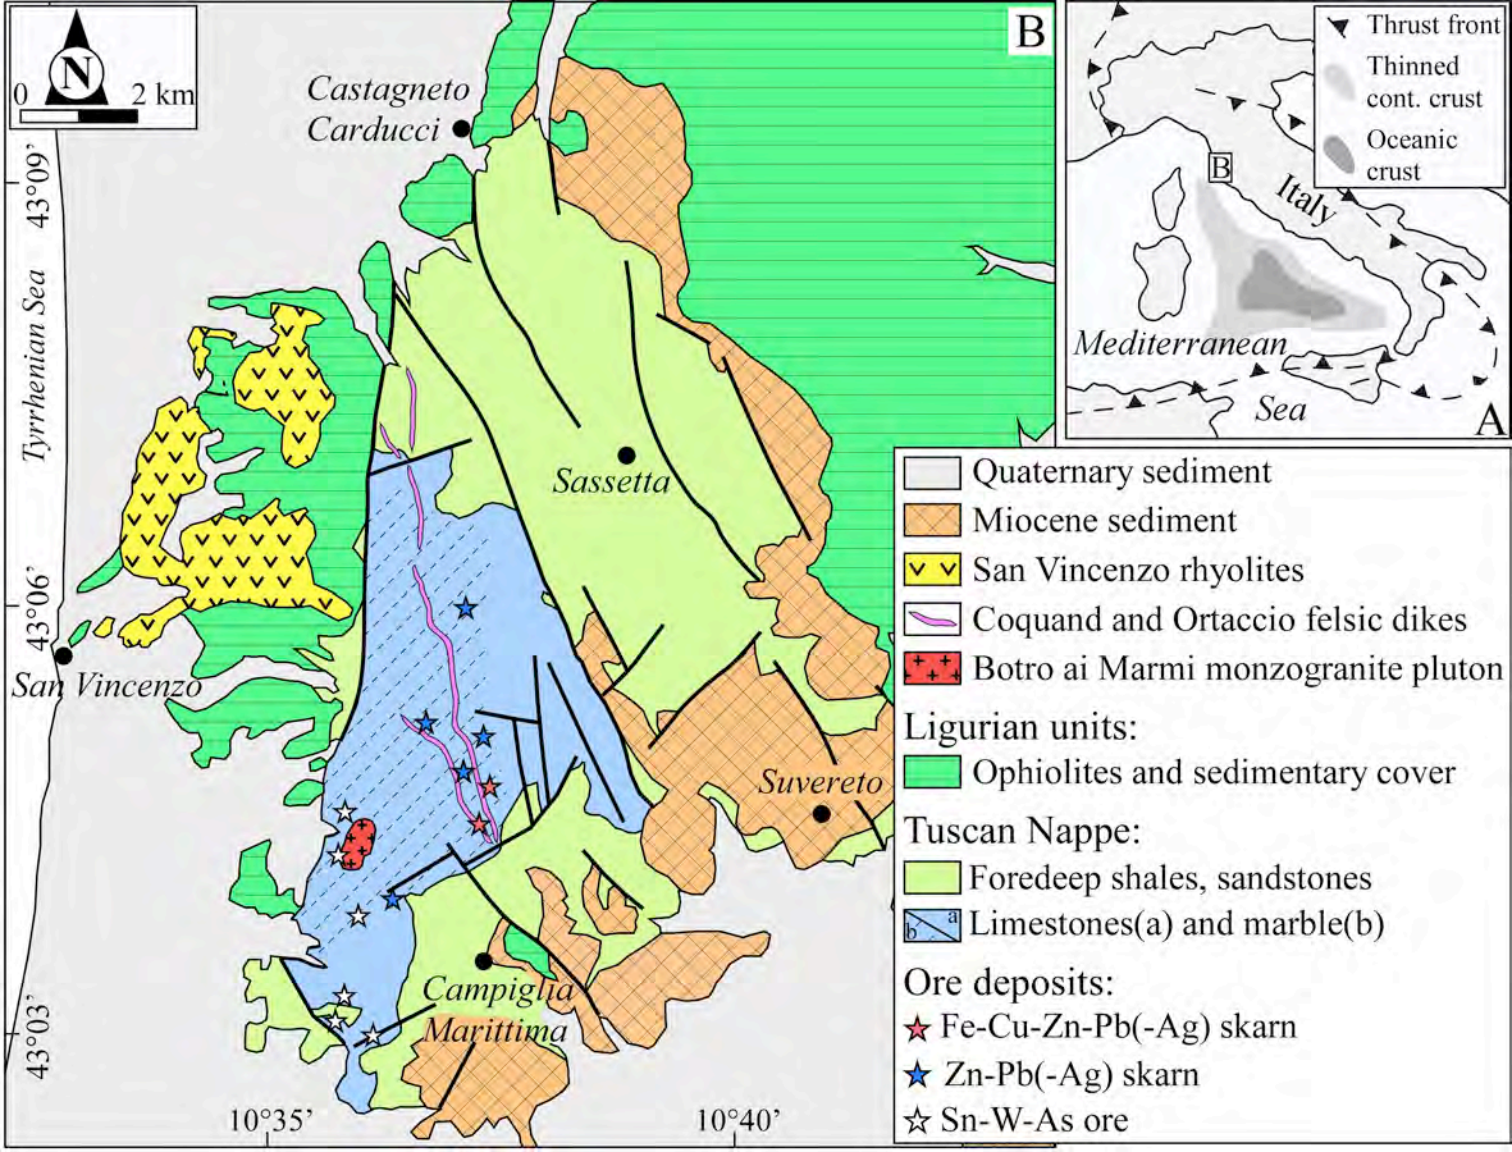 B
N
0 2 km
Castagneto
Carducci
43°09'
Tyrrhenian Sea
Sassetta
43°06'
San Vincenzo
Suvereto
Campiglia
Marittima
43°03'
10°35'
10°40'
Thrust front
Thinned
cont. crust
Oceanic
crust
B
Italy
Mediterranean
Sea
A
Quaternary sediment
Miocene sediment
San Vincenzo rhyolites
Coquand and Ortaccio felsic dikes
Botro ai Marmi monzogranite pluton
Ligurian units:
Ophiolites and sedimentary cover
Tuscan Nappe:
Foredeep shales, sandstones
b a Limestones(a) and marble(b)
Ore deposits:
Fe-Cu-Zn-Pb(-Ag) skarn
Zn-Pb(-Ag) skarn
Sn-W-As ore